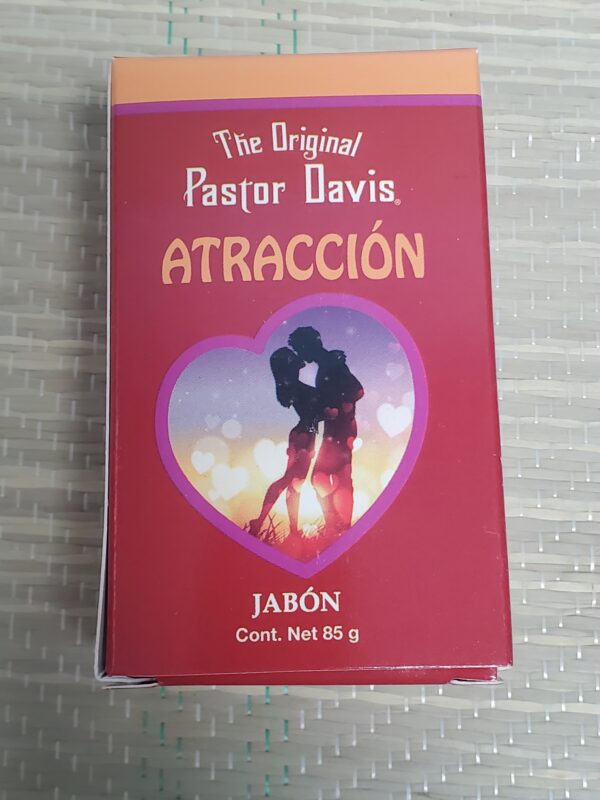 The Original
Pastor Davis®
ATRACCIÓN
JABÓN
Cont. Net 85 g